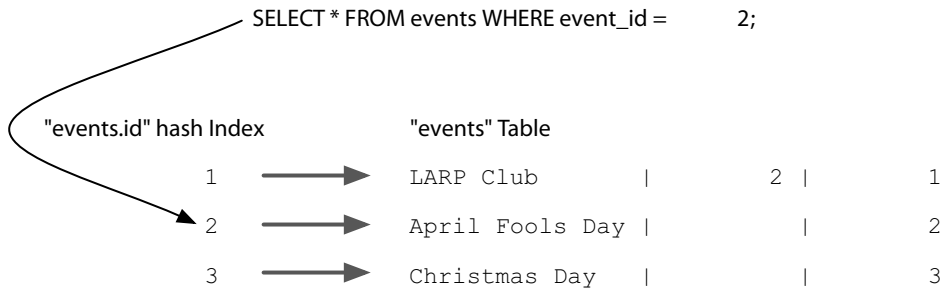 SELECT * FROM events WHERE event_id = 2;
"events.id" hash Index "events" Table
1 LARP Club | 2 | 1
2 April Fools Day | | 2
3 Christmas Day | | 3